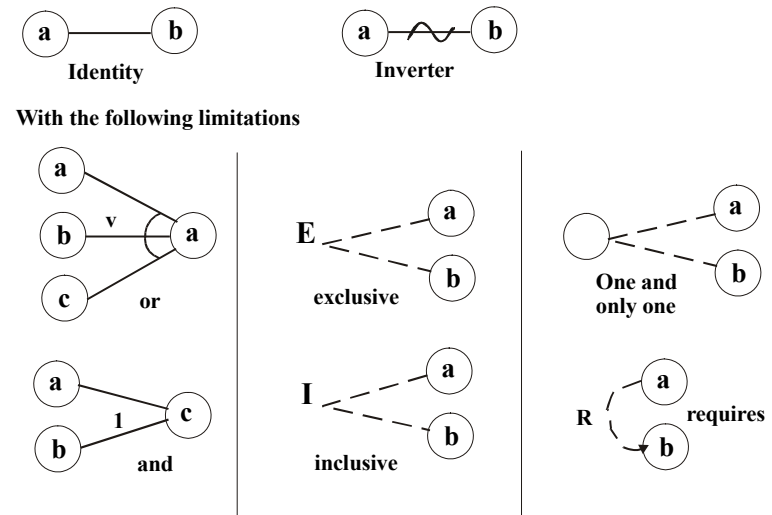 a b
Identity
a b
Inverter
With the following limitations
a
b v a
c
or
a
1 c
b
and
E a
b
exclusive
I a
b
inclusive
a
b
One and
only one
a
R requires
b